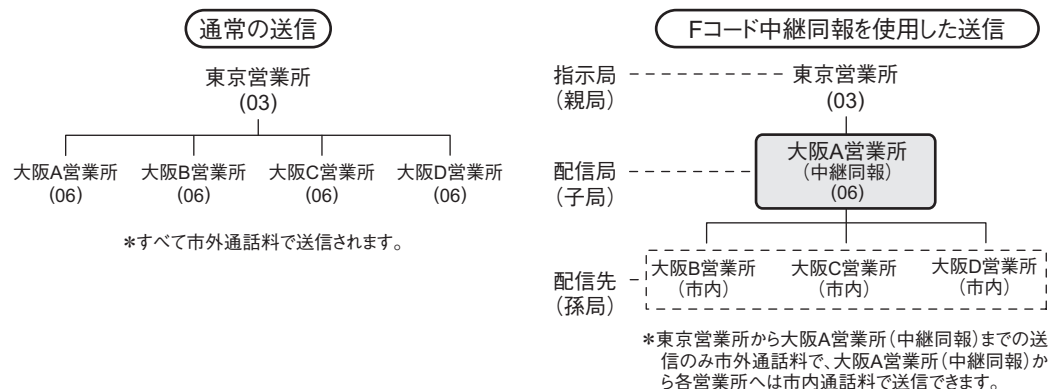 通常の送信
東京営業所
(03)
大阪A営業所 大阪B営業所 大阪C営業所 大阪D営業所
(06) (06) (06) (06)
*すべて市外通話料で送信されます。
Fコード中継同報を使用した送信
指示局 東京営業所
(親局) (03)
大阪A営業所
(中継同報)
(06)
配信局
(子局)
大阪B営業所 大阪C営業所 大阪D営業所
(市内) (市内) (市内)
配信先
(孫局)
*東京営業所から大阪A営業所(中継同報)までの送
信のみ市外通話料で、大阪A営業所(中継同報)か
ら各営業所へは市内通話料で送信できます。